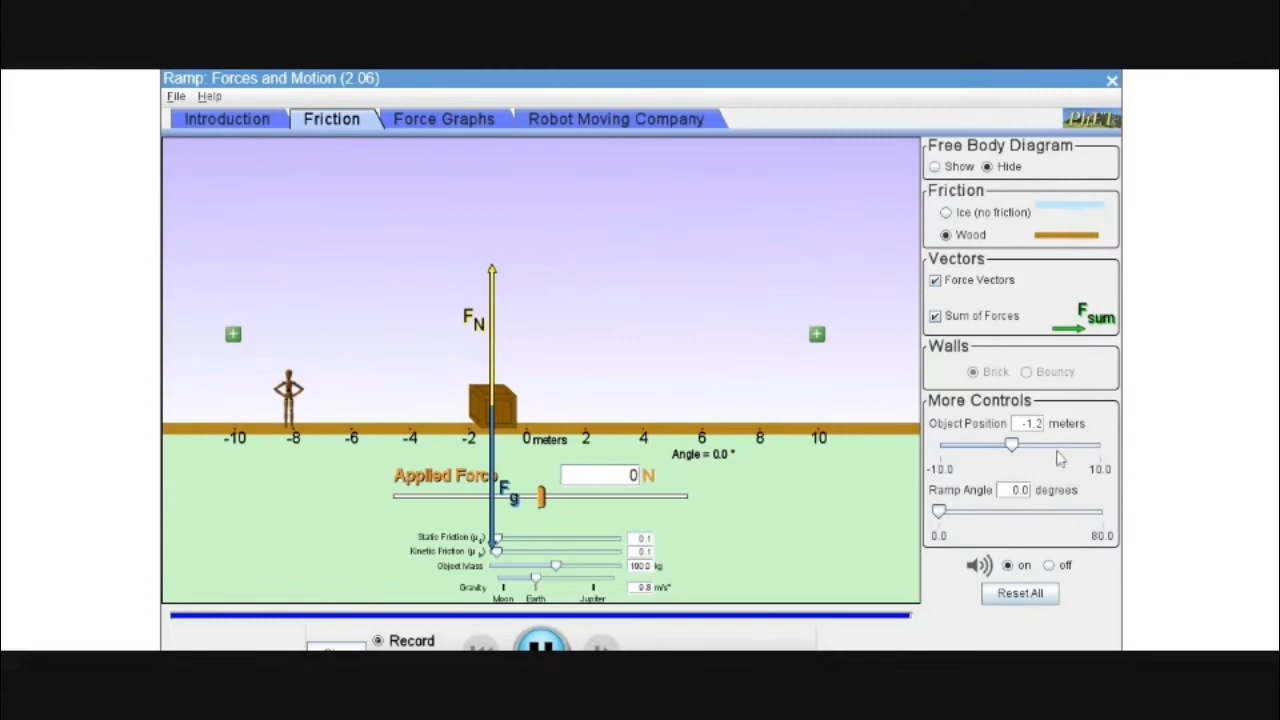 Ramp: Forces and Motion (2.06)
File Help
Introduction Friction Force Graphs Robot Moving Company PhET
Free Body Diagram
Show Hide
Friction
Ice (no friction)
Wood
Vectors
Force Vectors
Sum of Forces F sum
Walls
Brick Bouncy
More Controls
Object Position -1.2 meters
-10.0 10.0
Ramp Angle 0.0 degrees
0.0 80.0
on off
Reset All
F N
-10 -8 -6 -4 -2 0 meters 2 4 6 8 10
Angle = 0.0 °
Applied Force 0 N
F g
Static Friction (μ s) 0.1
Kinetic Friction (μ k) 0.1
Object Mass 100.0 kg
Gravity 9.8 m/s²
Moon Earth Jupiter
Record